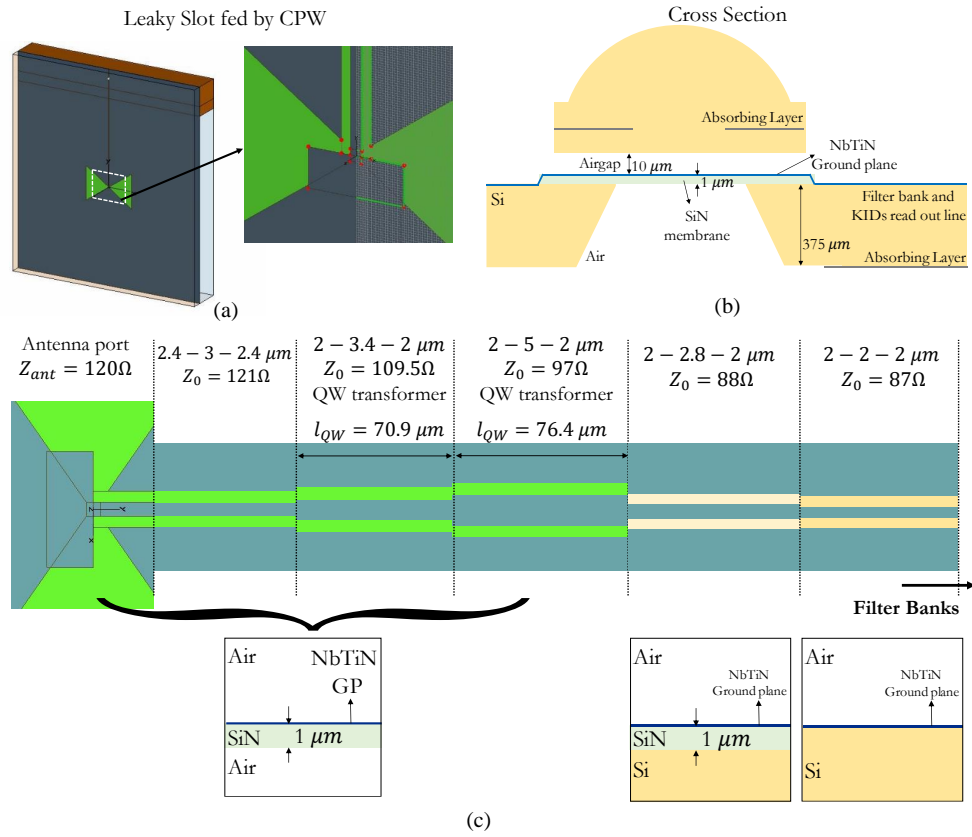 Leaky Slot fed by CPW
(a)
Cross Section
Absorbing Layer
Airgap
10 μm
NbTiN
Ground plane
1 μm
Si
SiN
membrane
Filter bank and
KIDs read out line
375 μm
Air
Absorbing Layer
(b)
Antenna port
Z_ant = 120Ω
2.4 − 3 − 2.4 μm
Z_0 = 121Ω
2 − 3.4 − 2 μm
Z_0 = 109.5Ω
QW transformer
l_QW = 70.9 μm
2 − 5 − 2 μm
Z_0 = 97Ω
QW transformer
l_QW = 76.4 μm
2 − 2.8 − 2 μm
Z_0 = 88Ω
2 − 2 − 2 μm
Z_0 = 87Ω
Z
Y
x
Filter Banks
Air
NbTiN
GP
SiN
1 μm
Air
Air
NbTiN
Ground plane
SiN
1 μm
Si
Air
NbTiN
Ground plane
Si
(c)